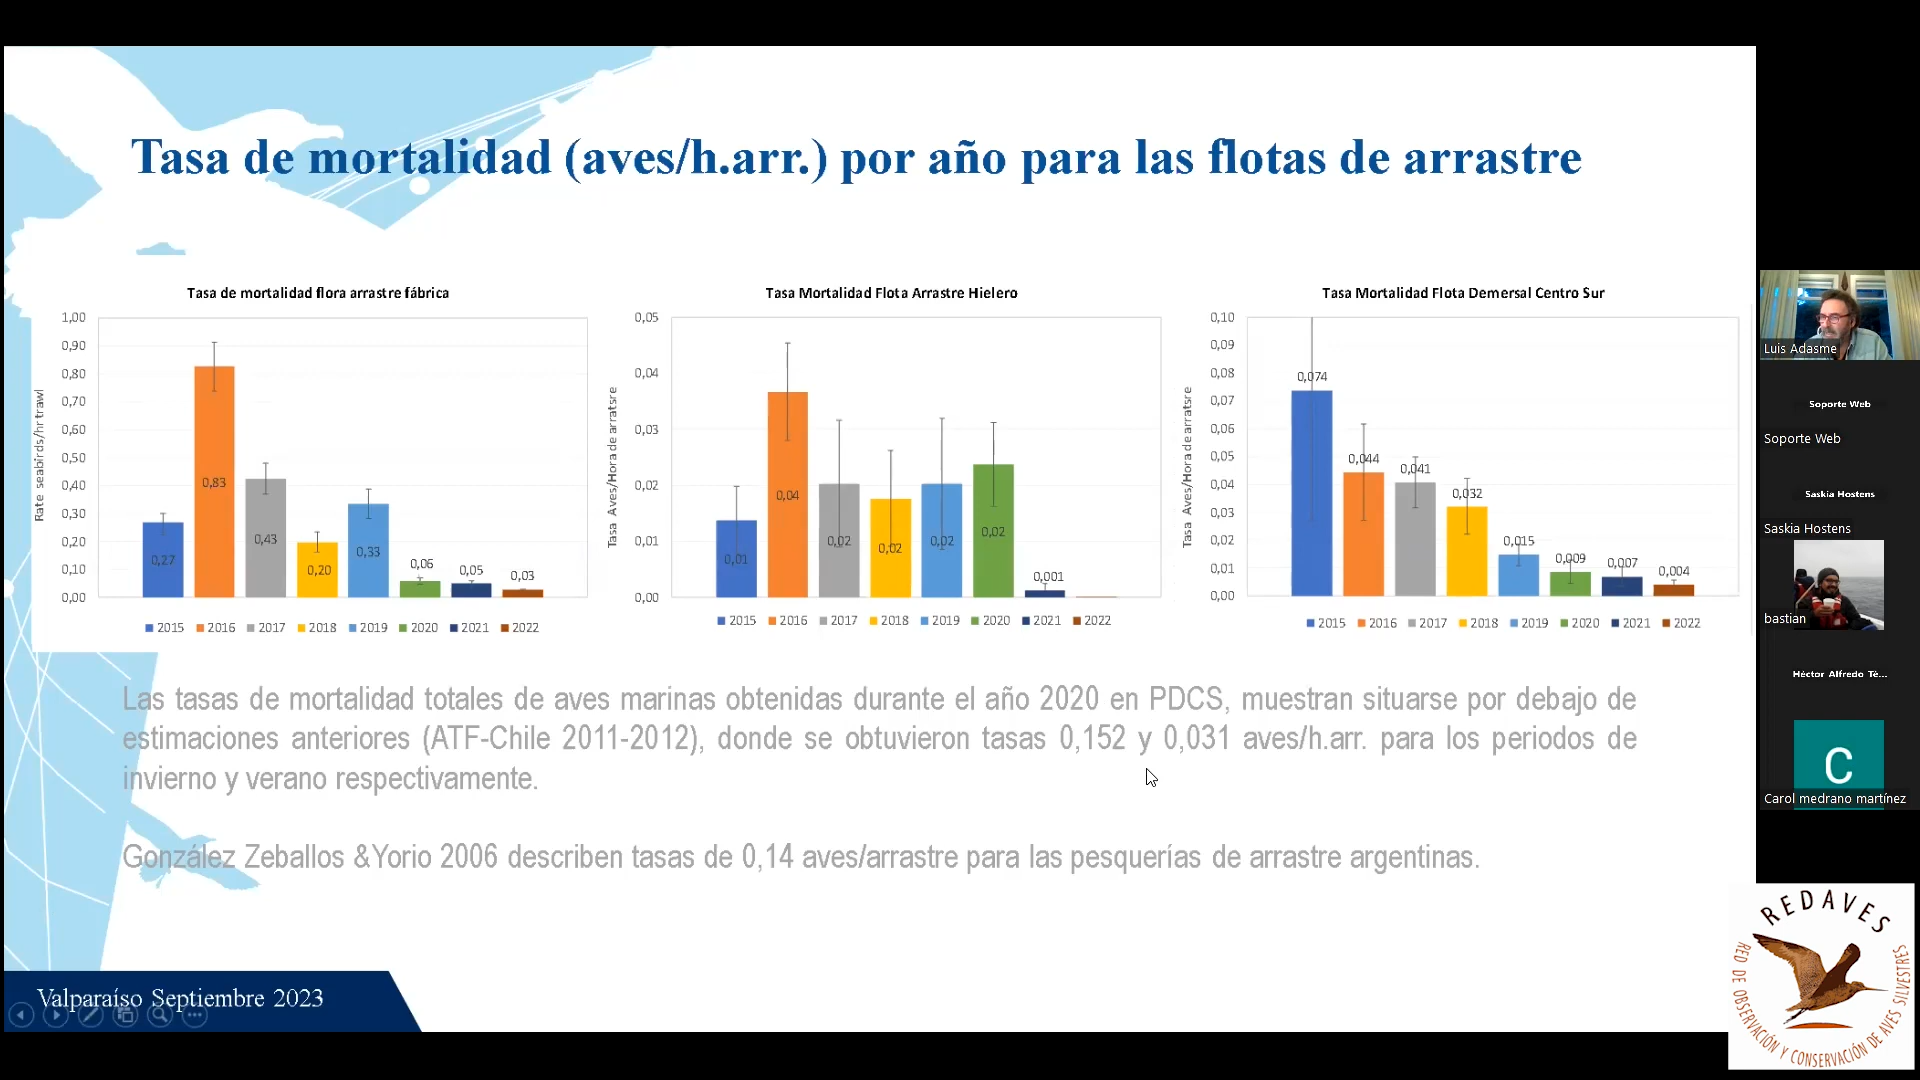 Tasa de mortalidad (aves/h.arr.) por año para las flotas de arrastre
Tasa de mortalidad flora arrastre fábrica
Rate seabirds/hr trawl
1,00
0,90
0,80
0,70
0,60
0,50
0,40
0,30
0,20
0,10
0,00
0,27
0,83
0,43
0,20
0,33
0,06
0,05
0,03
2015 2016 2017 2018 2019 2020 2021 2022
Tasa Mortalidad Flota Arrastre Hielero
Tasa Aves/Hora de arratsre
0,05
0,04
0,03
0,02
0,01
0,00
0,01
0,04
0,02
0,02
0,02
0,02
0,001
2015 2016 2017 2018 2019 2020 2021 2022
Tasa Mortalidad Flota Demersal Centro Sur
Tasa Aves/Hora de arratsre
0,10
0,09
0,08
0,07
0,06
0,05
0,04
0,03
0,02
0,01
0,00
0,074
0,044
0,041
0,032
0,015
0,009
0,007
0,004
2015 2016 2017 2018 2019 2020 2021 2022
Las tasas de mortalidad totales de aves marinas obtenidas durante el año 2020 en PDCS, muestran situarse por debajo de
estimaciones anteriores (ATF-Chile 2011-2012), donde se obtuvieron tasas 0,152 y 0,031 aves/h.arr. para los periodos de
invierno y verano respectivamente.
González Zeballos &Yorio 2006 describen tasas de 0,14 aves/arrastre para las pesquerías de arrastre argentinas.
Valparaíso Septiembre 2023
Luis Adasme
Soporte Web
Soporte Web
Saskia Hostens
Saskia Hostens
bastian
Héctor Alfredo Tè...
C
Carol medrano martínez
REDAVES
RED DE OBSERVACIÓN Y CONSERVACIÓN DE AVES SILVESTRES